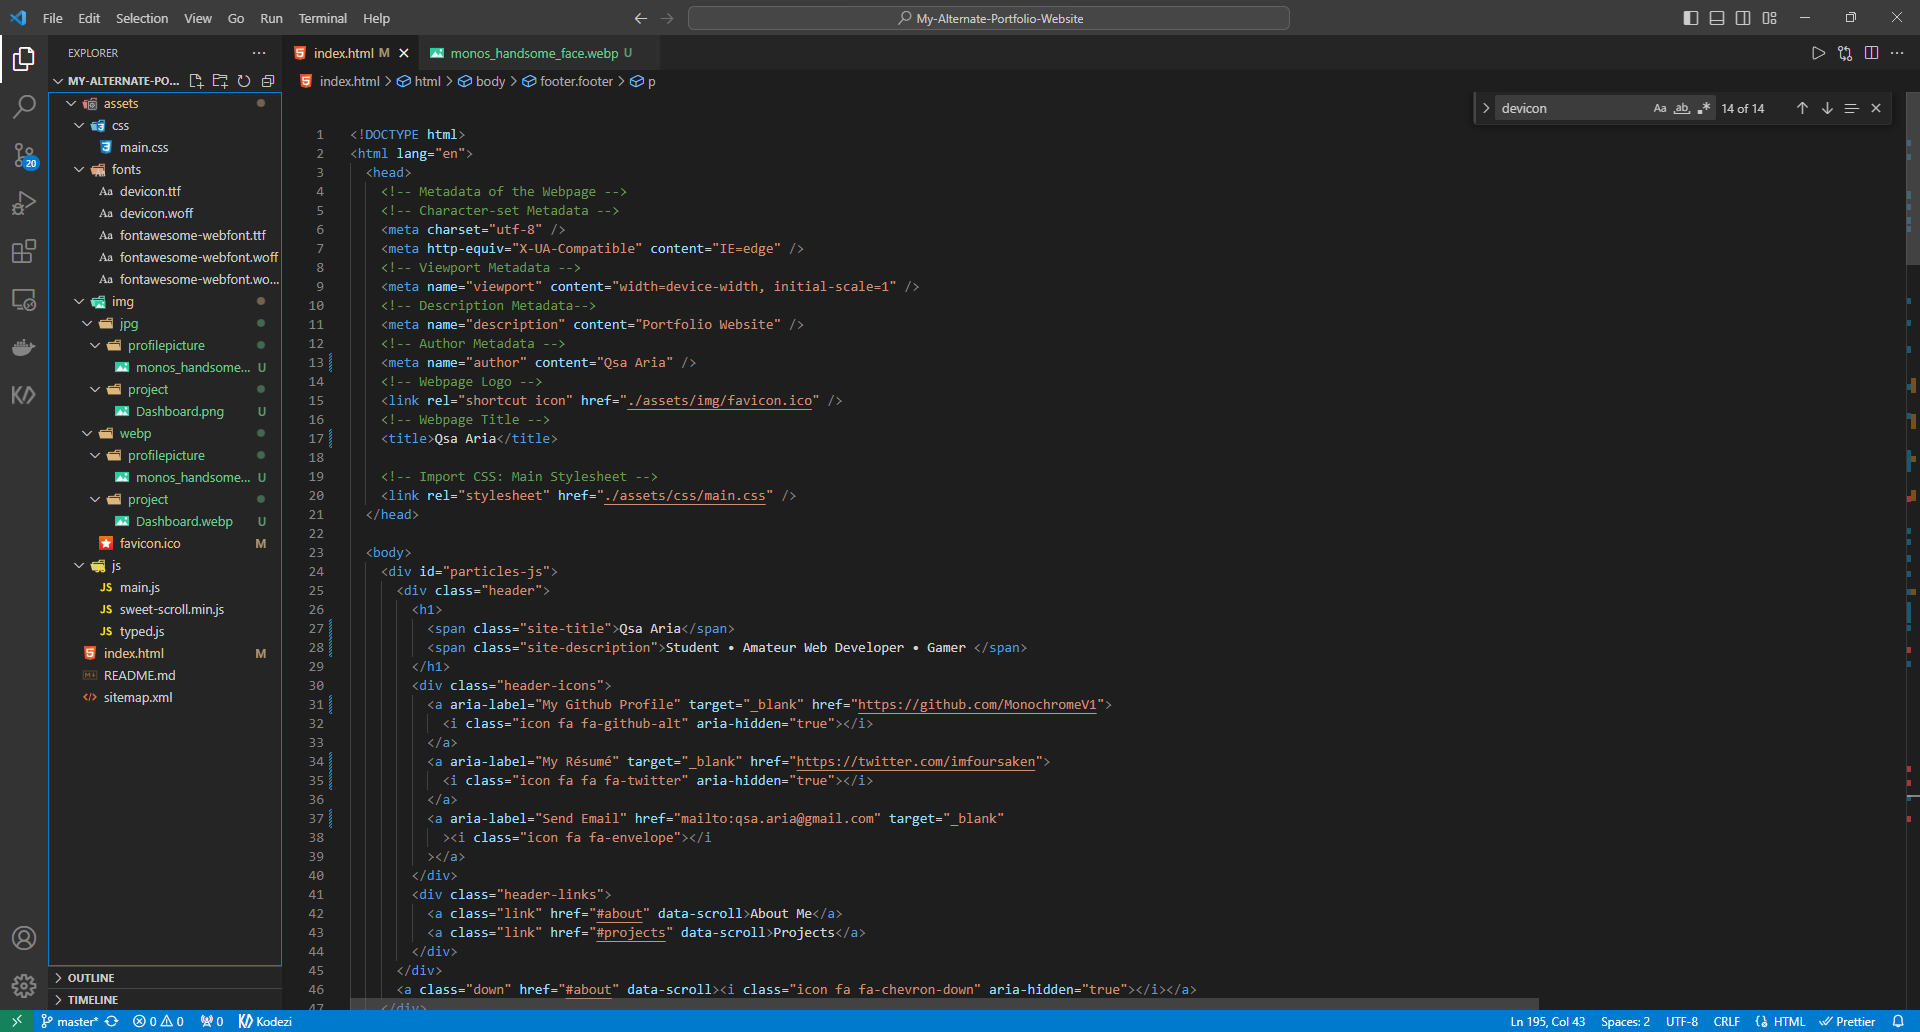 File Edit Selection View Go Run Terminal Help
My-Alternate-Portfolio-Website
EXPLORER
MY-ALTERNATE-PO...
assets
css
main.css
fonts
devicon.ttf
devicon.woff
fontawesome-webfont.ttf
fontawesome-webfont.woff
fontawesome-webfont.wo...
img
jpg
profilepicture
monos_handsome... U
project
Dashboard.png U
webp
profilepicture
monos_handsome... U
project
Dashboard.webp U
favicon.ico M
js
main.js
sweet-scroll.min.js
typed.js
index.html M
README.md
sitemap.xml
OUTLINE
TIMELINE
20
index.html M
monos_handsome_face.webp U
index.html > html > body > footer.footer > p
devicon Aa ab 14 of 14
1 <!DOCTYPE html>
2 <html lang="en">
3 <head>
4 <!-- Metadata of the Webpage -->
5 <!-- Character-set Metadata -->
6 <meta charset="utf-8" />
7 <meta http-equiv="X-UA-Compatible" content="IE=edge" />
8 <!-- Viewport Metadata -->
9 <meta name="viewport" content="width=device-width, initial-scale=1" />
10 <!-- Description Metadata-->
11 <meta name="description" content="Portfolio Website" />
12 <!-- Author Metadata -->
13 <meta name="author" content="Qsa Aria" />
14 <!-- Webpage Logo -->
15 <link rel="shortcut icon" href="./assets/img/favicon.ico" />
16 <!-- Webpage Title -->
17 <title>Qsa Aria</title>
18
19 <!-- Import CSS: Main Stylesheet -->
20 <link rel="stylesheet" href="./assets/css/main.css" />
21 </head>
22
23 <body>
24 <div id="particles-js">
25 <div class="header">
26 <h1>
27 <span class="site-title">Qsa Aria</span>
28 <span class="site-description">Student • Amateur Web Developer • Gamer </span>
29 </h1>
30 <div class="header-icons">
31 <a aria-label="My Github Profile" target="_blank" href="https://github.com/MonochromeV1">
32 <i class="icon fa fa-github-alt" aria-hidden="true"></i>
33 </a>
34 <a aria-label="My Résumé" target="_blank" href="https://twitter.com/imfoursaken">
35 <i class="icon fa fa fa-twitter" aria-hidden="true"></i>
36 </a>
37 <a aria-label="Send Email" href="mailto:qsa.aria@gmail.com" target="_blank"
38 ><i class="icon fa fa-envelope"></i
39 ></a>
40 </div>
41 <div class="header-links">
42 <a class="link" href="#about" data-scroll>About Me</a>
43 <a class="link" href="#projects" data-scroll>Projects</a>
44 </div>
45 </div>
46 <a class="down" href="#about" data-scroll><i class="icon fa fa-chevron-down" aria-hidden="true"></i></a>
47 </div>
master* 0 0 0 Kodezi
Ln 195, Col 43 Spaces: 2 UTF-8 CRLF HTML Prettier